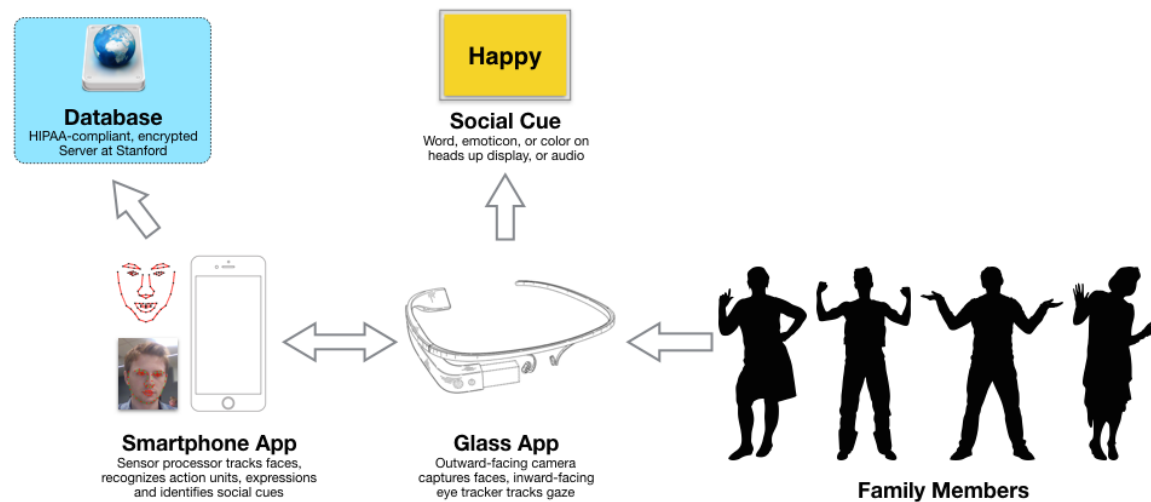 Happy
Database
HIPAA-compliant, encrypted
Server at Stanford
Social Cue
Word, emoticon, or color on
heads up display, or audio
Smartphone App
Sensor processor tracks faces,
recognizes action units, expressions
and identifies social cues
Glass App
Outward-facing camera
captures faces, inward-facing
eye tracker tracks gaze
Family Members